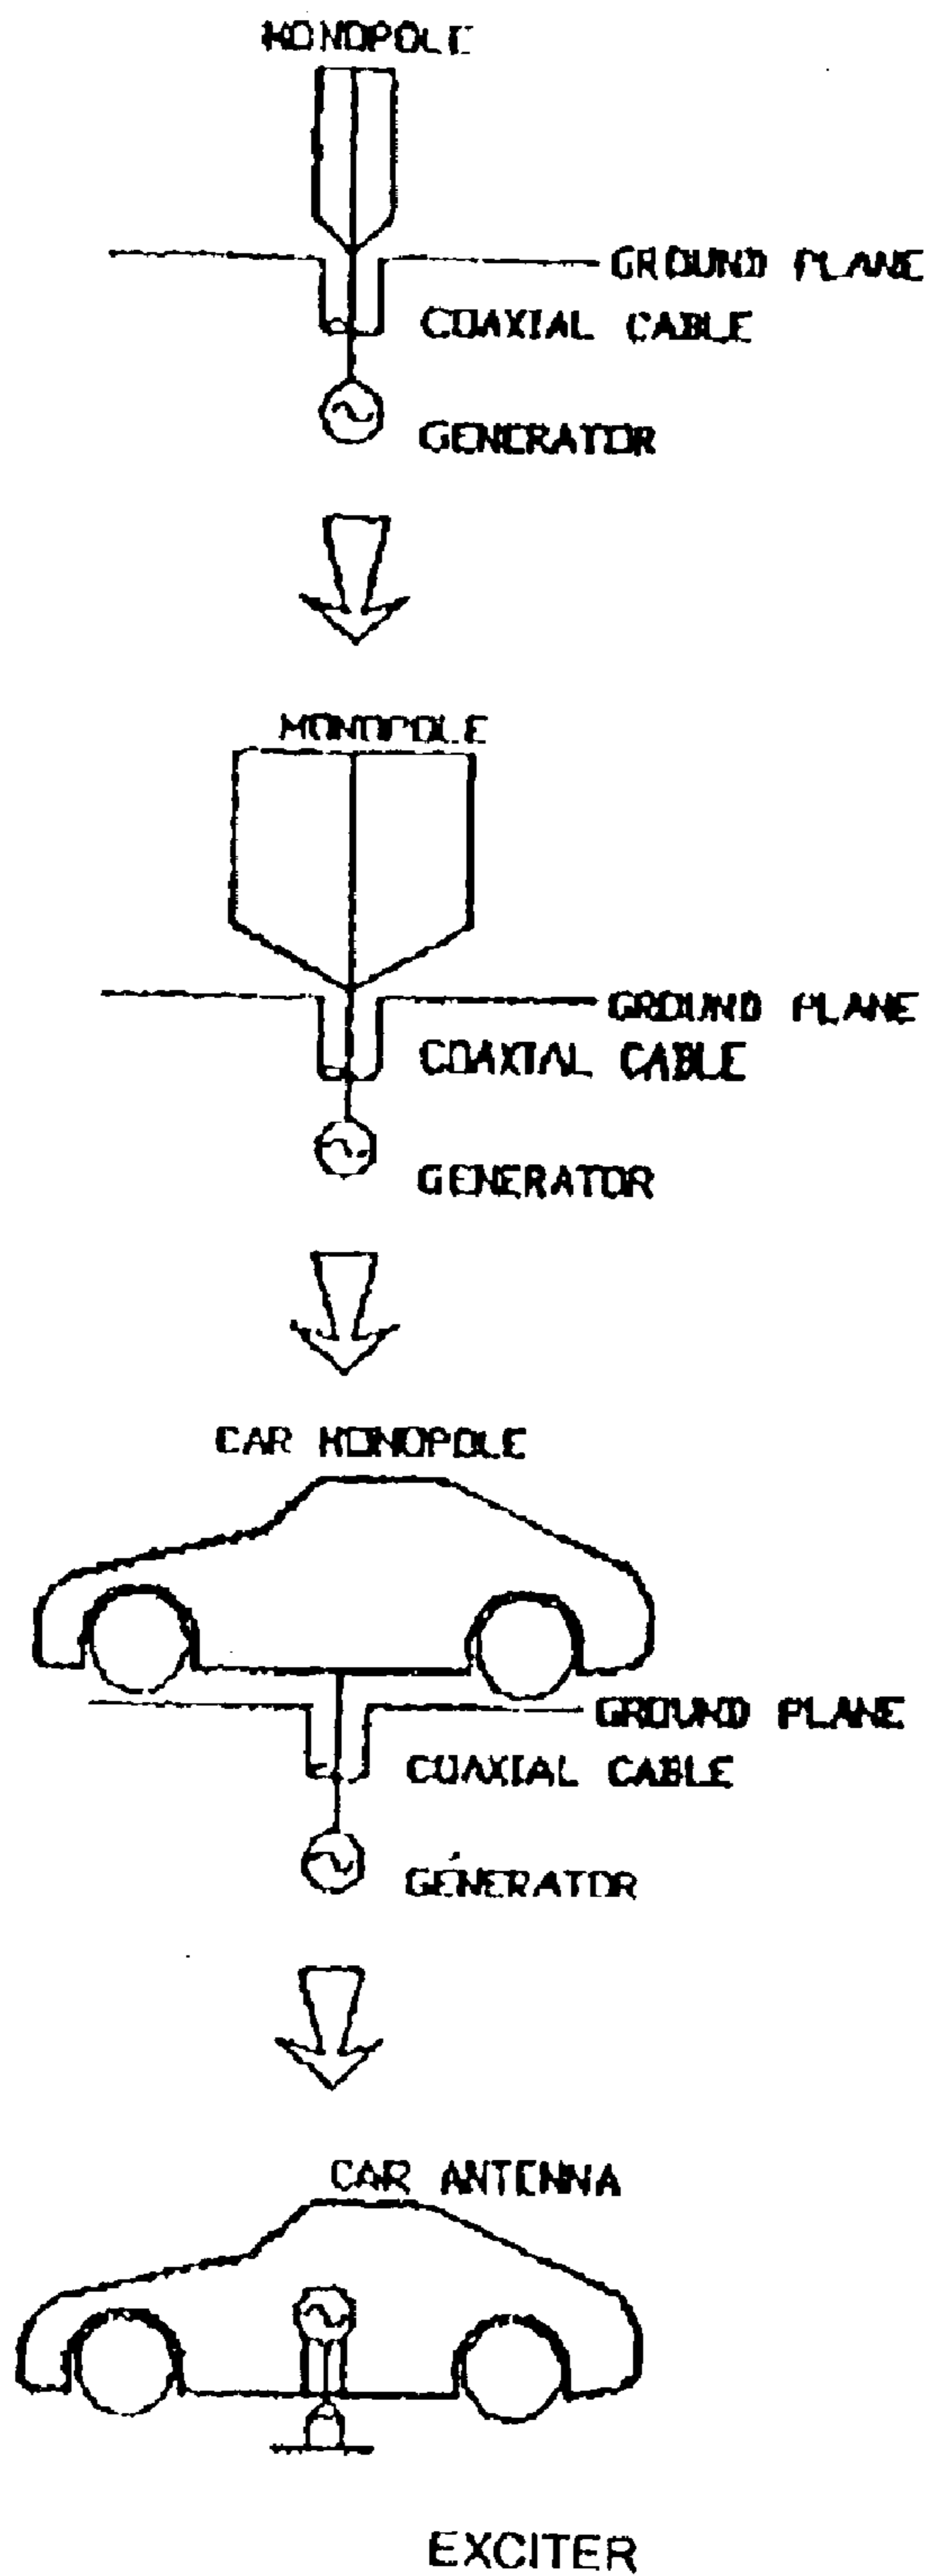 MONOPOLE
GROUND PLANE
COAXIAL CABLE
GENERATOR
MONOPOLE
GROUND PLANE
COAXIAL CABLE
GENERATOR
CAR MONOPOLE
GROUND PLANE
COAXIAL CABLE
GENERATOR
CAR ANTENNA
EXCITER